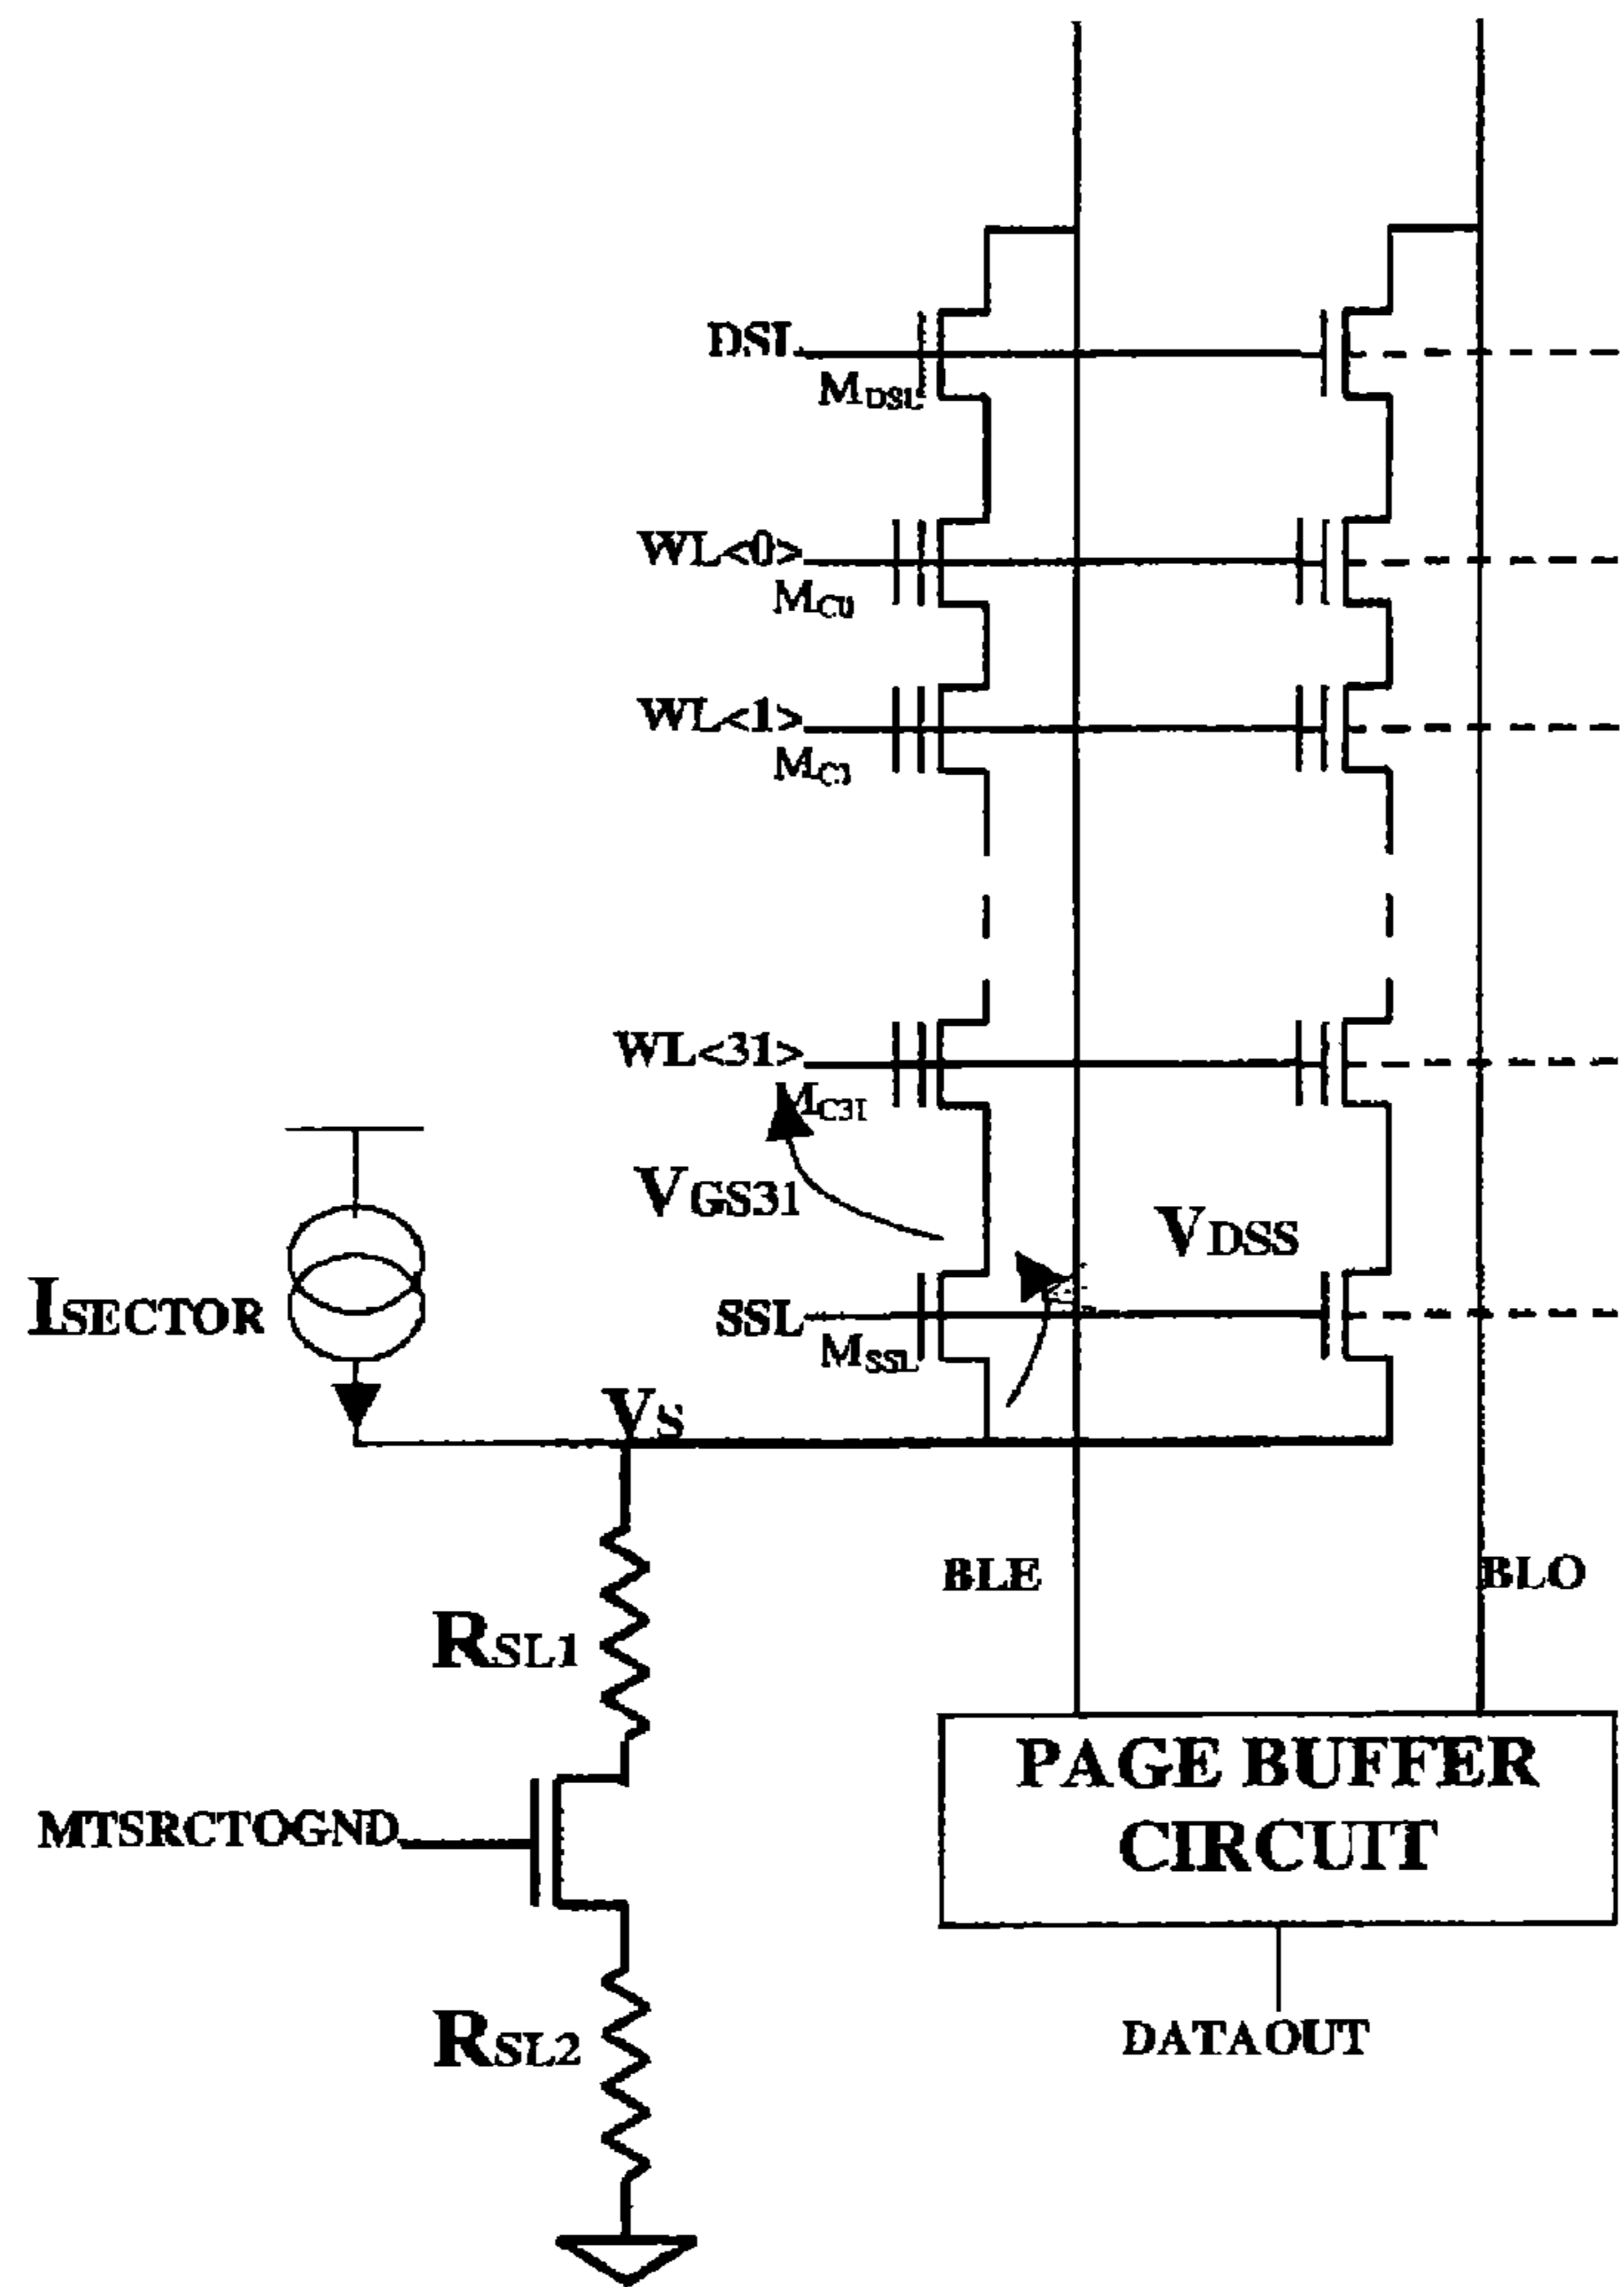 DSL
MDSL
WL<0>
MC0
WL<1>
MC1
WL<31>
MC31
VGS31
VDSS
ISECTOR
SSL
MSSL
VS
BLE
BLO
RSL1
PAGE BUFFER
CIRCUIT
MTSRCTOGND
RSL2
DATAOUT